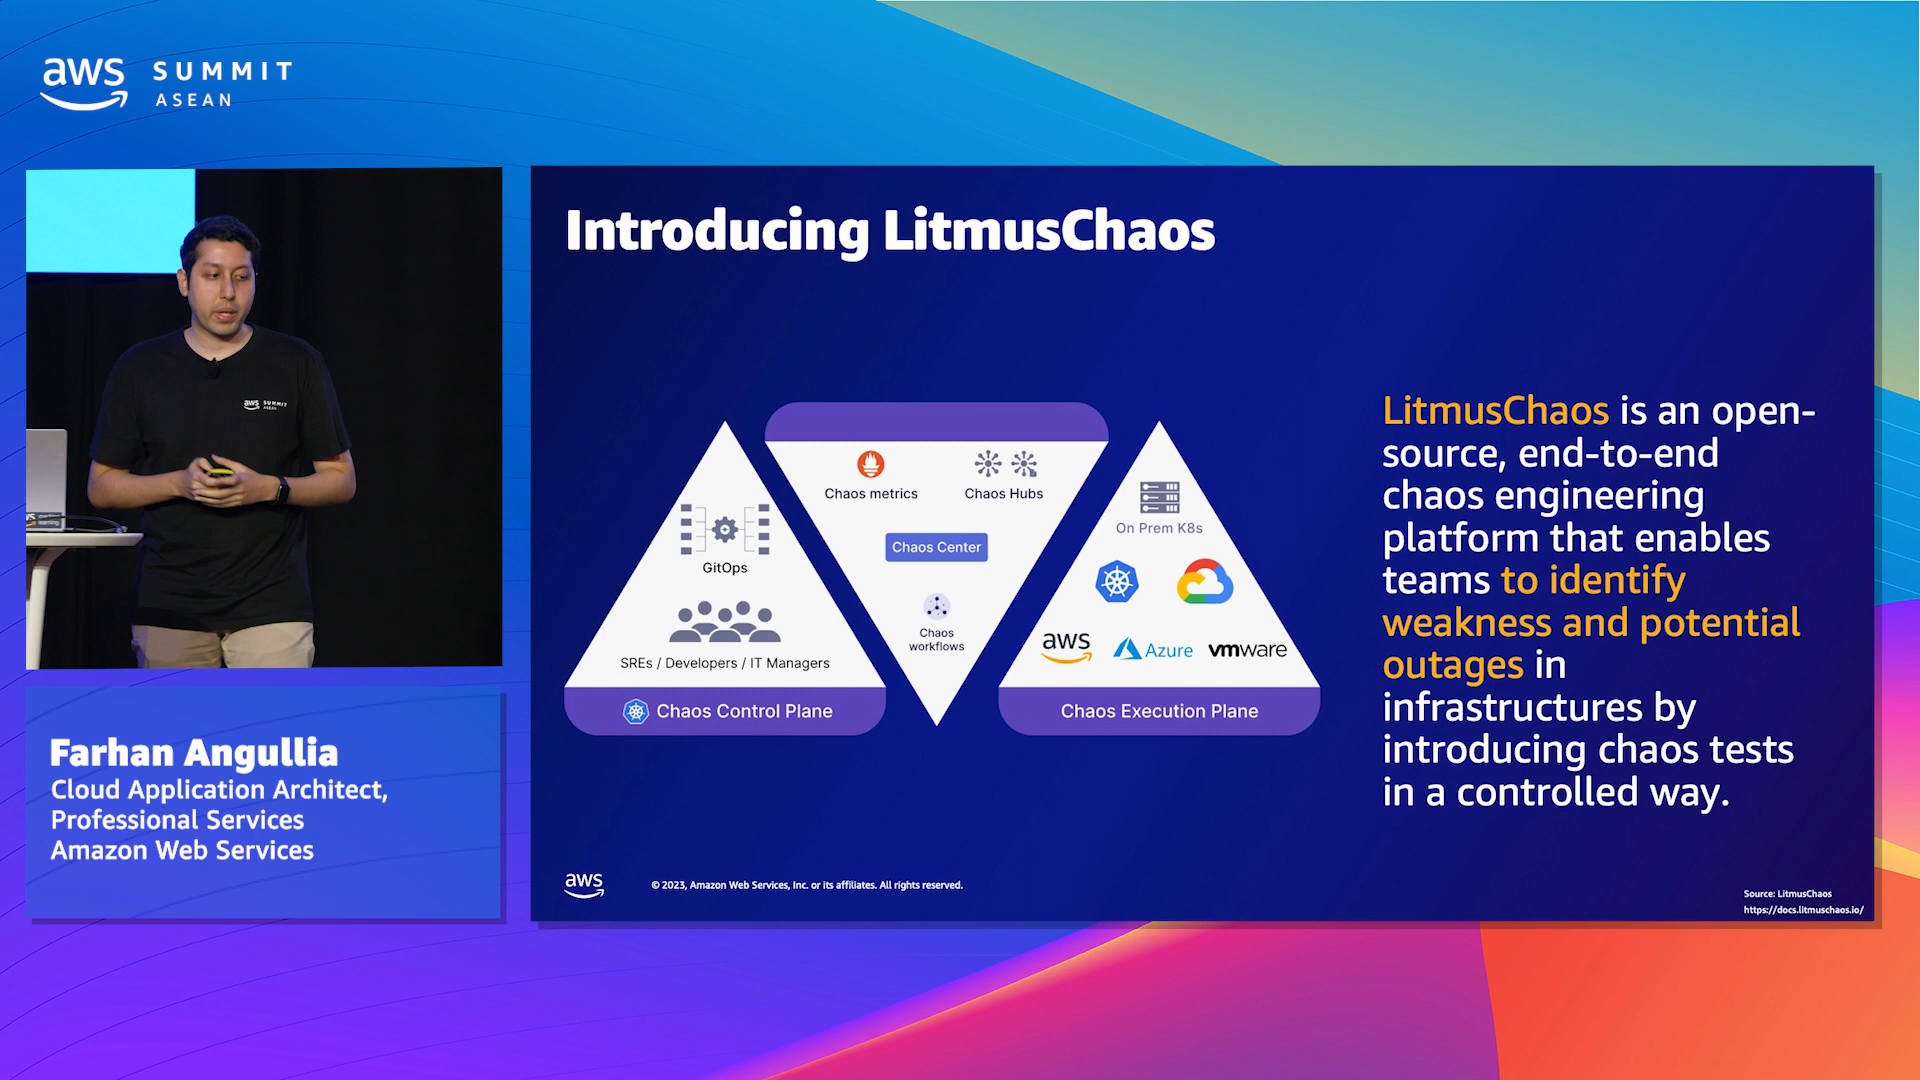 aws SUMMIT
ASEAN
aws SUMMIT
ASEAN
Farhan Angullia
Cloud Application Architect,
Professional Services
Amazon Web Services
Introducing LitmusChaos
GitOps
SREs / Developers / IT Managers
Chaos Control Plane
Chaos metrics
Chaos Hubs
Chaos Center
Chaos
workflows
On Prem K8s
aws
Azure
vmware
Chaos Execution Plane
LitmusChaos is an open-
source, end-to-end
chaos engineering
platform that enables
teams to identify
weakness and potential
outages in
infrastructures by
introducing chaos tests
in a controlled way.
aws
© 2023, Amazon Web Services, Inc. or its affiliates. All rights reserved.
Source: LitmusChaos
https://docs.litmuschaos.io/